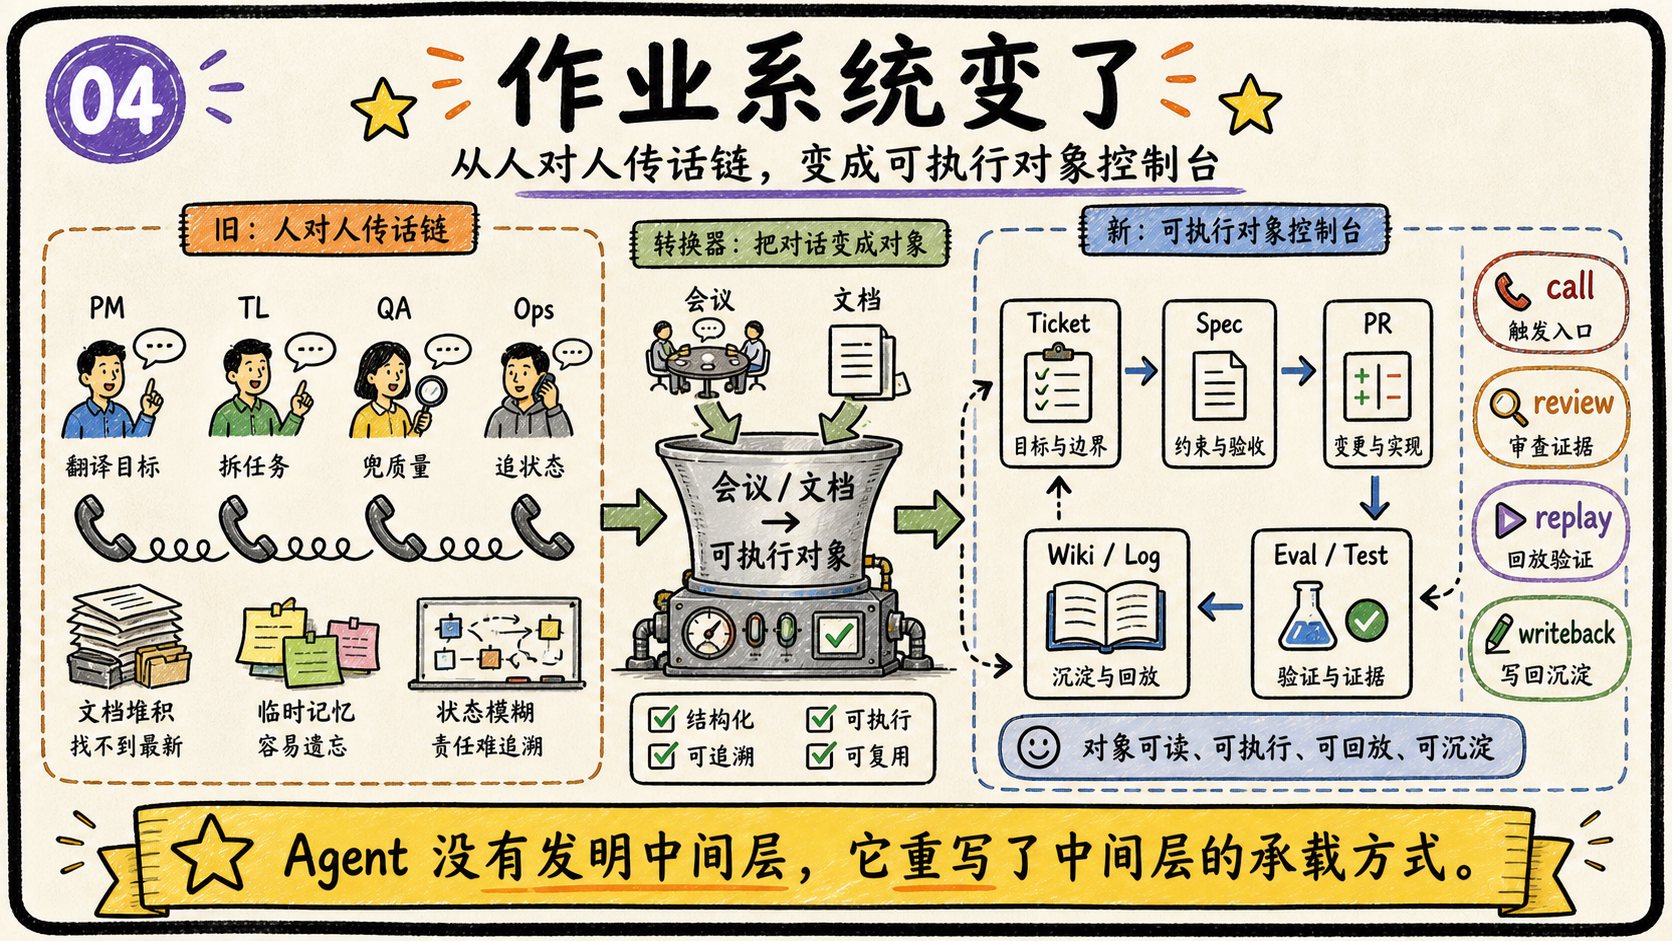 04
作业系统变了
从人对人传话链，变成可执行对象控制台
旧：人对人传话链
PM
TL
QA
Ops
翻译目标
拆任务
兜质量
追状态
文档堆积
找不到最新
临时记忆
容易遗忘
状态模糊
责任难追溯
转换器：把对话变成对象
会议
文档
会议 / 文档
→
可执行对象
结构化
可执行
可追溯
可复用
新：可执行对象控制台
Ticket
目标与边界
Spec
约束与验收
PR
变更与实现
Wiki / Log
沉淀与回放
Eval / Test
验证与证据
call
触发入口
review
审查证据
replay
回放验证
writeback
写回沉淀
对象可读、可执行、可回放、可沉淀
Agent 没有发明中间层，它重写了中间层的承载方式。